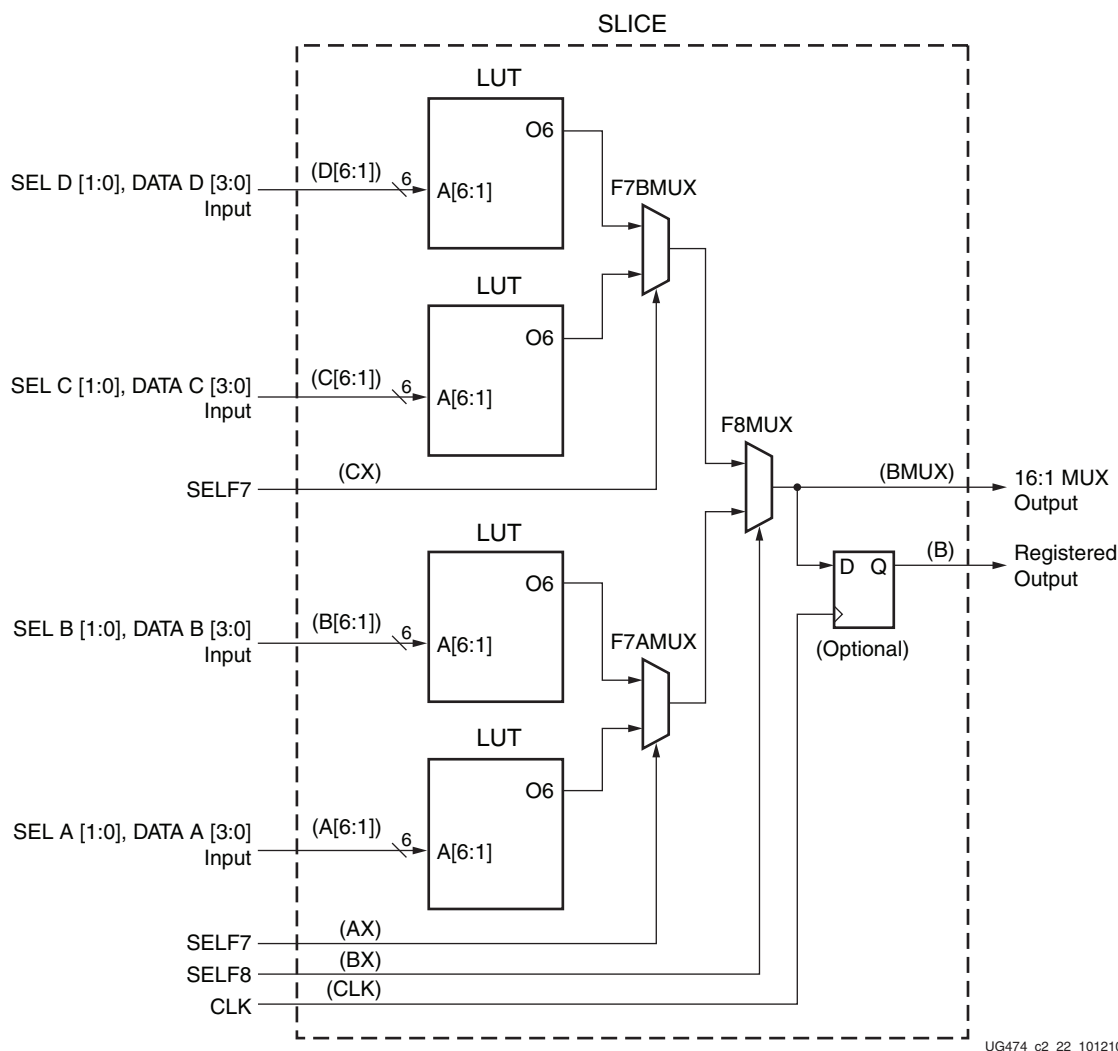 SLICE
LUT
O6
SEL D [1:0], DATA D [3:0]
Input
(D[6:1])
6
A[6:1]
F7BMUX
LUT
O6
SEL C [1:0], DATA C [3:0]
Input
(C[6:1])
6
A[6:1]
F8MUX
SELF7
(CX)
(BMUX)
16:1 MUX
Output
LUT
O6
D Q
(B)
Registered
Output
SEL B [1:0], DATA B [3:0]
Input
(B[6:1])
6
A[6:1]
F7AMUX
(Optional)
LUT
O6
SEL A [1:0], DATA A [3:0]
Input
(A[6:1])
6
A[6:1]
SELF7
(AX)
SELF8
(BX)
CLK
(CLK)
UG474_c2_22_101210